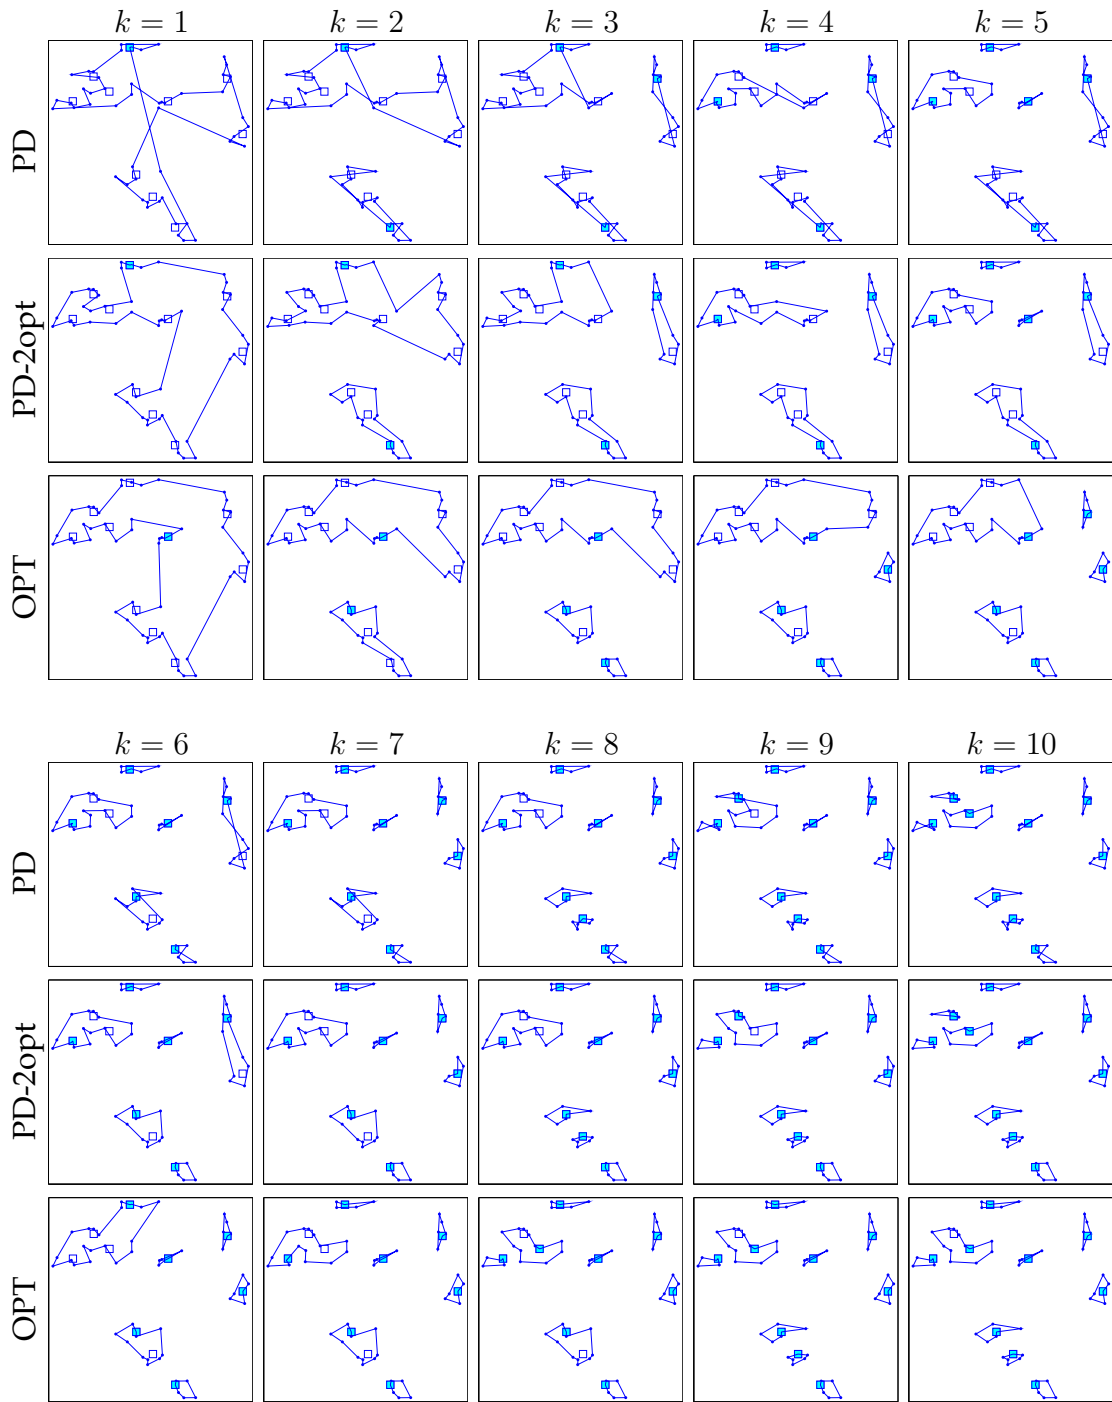 k = 1 k = 2 k = 3 k = 4 k = 5
PD
PD-2opt
OPT
k = 6 k = 7 k = 8 k = 9 k = 10
PD
PD-2opt
OPT